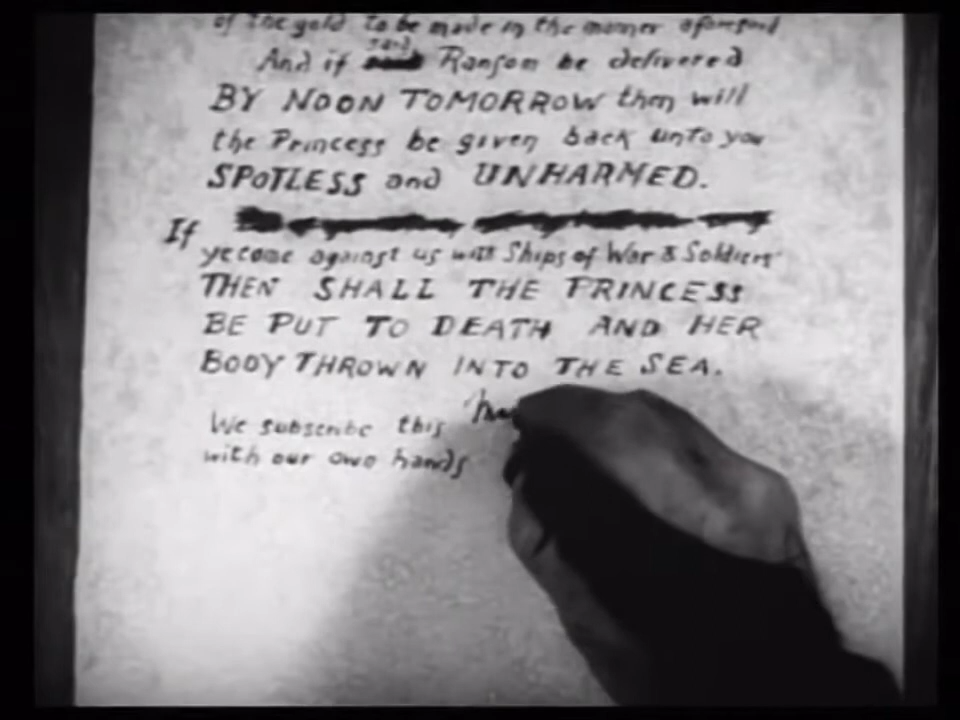 of the gold to be made in the manner aforesaid
said
And if Ransom be delivered
BY NOON TOMORROW then will
the Princess be given back unto you
SPOTLESS and UNHARMED.
If
ye come against us with Ships of War & Soldiers
THEN SHALL THE PRINCESS
BE PUT TO DEATH AND HER
BODY THROWN INTO THE SEA.
We subscribe this
with our own hands